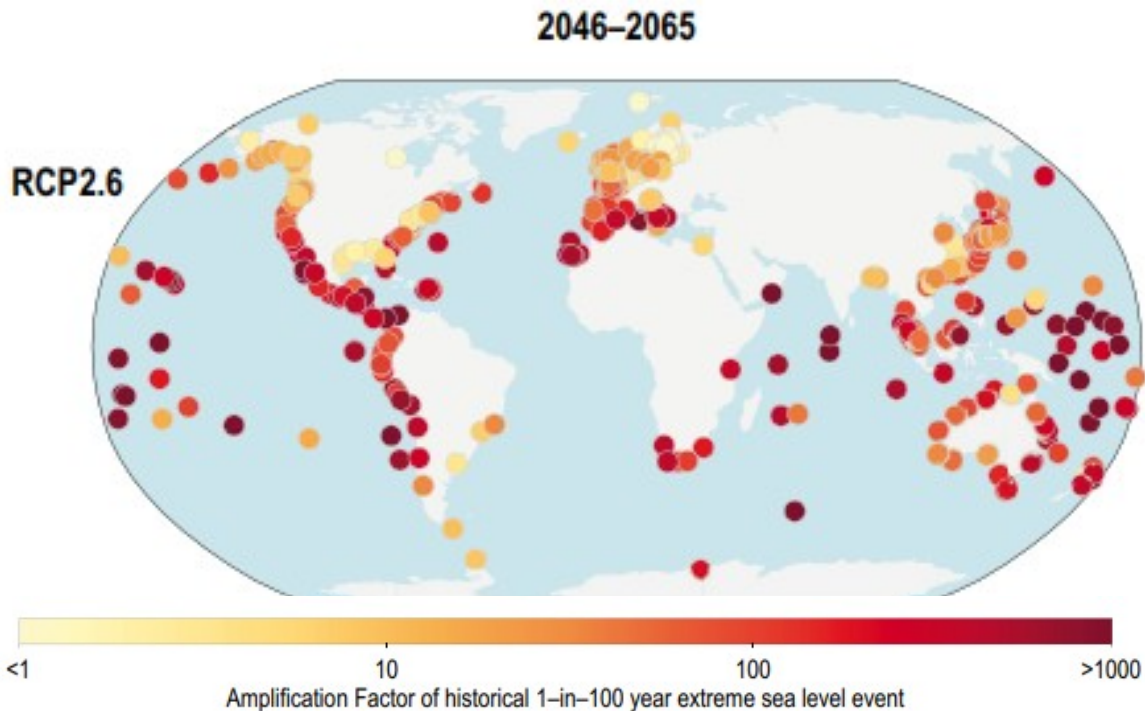 2046–2065
RCP2.6
<1 10 100 >1000
Amplification Factor of historical 1–in–100 year extreme sea level event